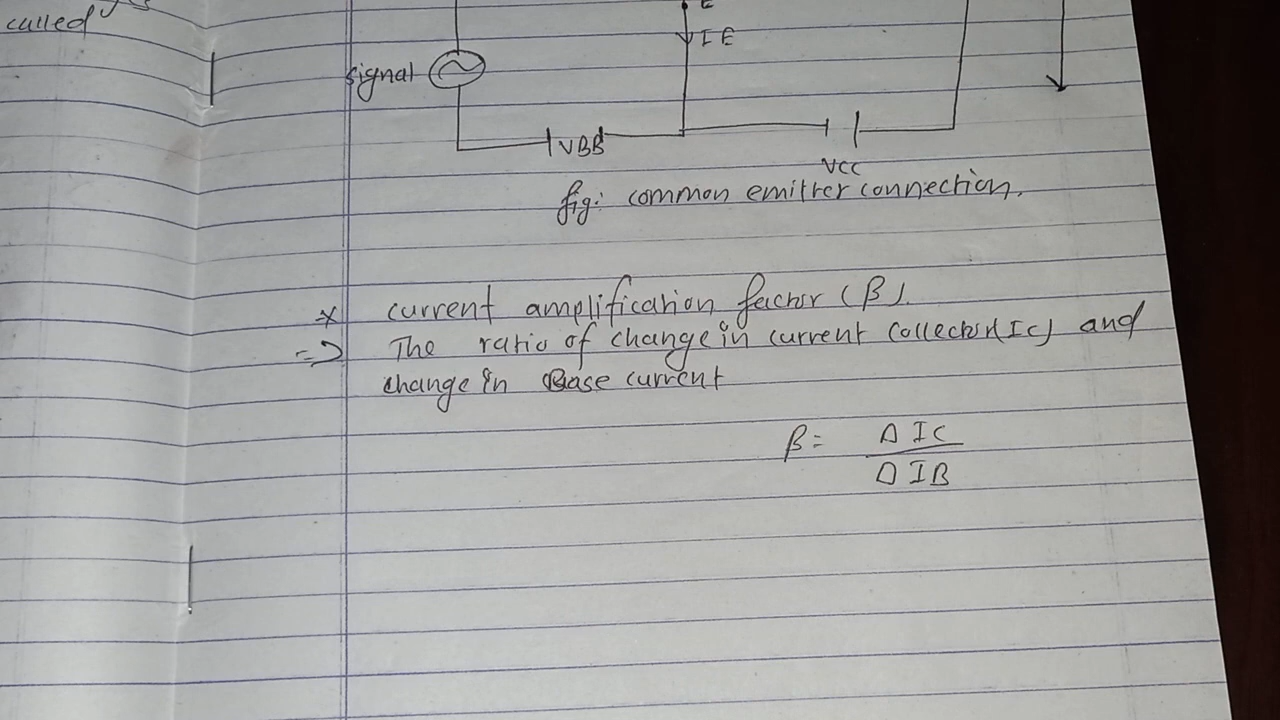 called
E
IE
signal
VBB
VCC
fig: common emitter connection.
* current amplification factor (β).
=> The ratio of change in current collector (Ic) and
change in Base current
β = ΔIC
ΔIB